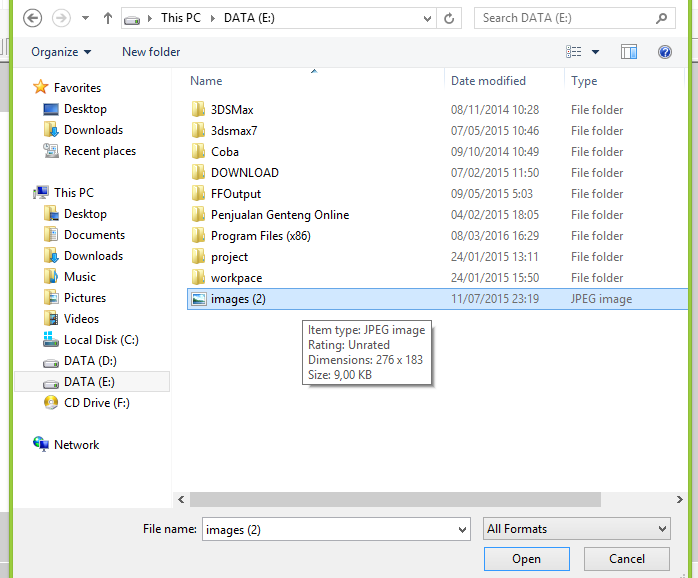 This PC DATA (E:) Search DATA (E:)
Organize New folder
Name Date modified Type
Favorites
Desktop
Downloads
Recent places
This PC
Desktop
Documents
Downloads
Music
Pictures
Videos
Local Disk (C:)
DATA (D:)
DATA (E:)
CD Drive (F:)
Network
3DSMax 08/11/2014 10:28 File folder
3dsmax7 07/05/2015 10:46 File folder
Coba 09/10/2014 10:49 File folder
DOWNLOAD 07/02/2015 11:50 File folder
FFOutput 09/05/2015 5:03 File folder
Penjualan Genteng Online 04/02/2015 18:05 File folder
Program Files (x86) 08/03/2016 16:29 File folder
project 24/01/2015 13:11 File folder
workpace 24/01/2015 15:50 File folder
images (2) 11/07/2015 23:19 JPEG image
Item type: JPEG image
Rating: Unrated
Dimensions: 276 x 183
Size: 9,00 KB
File name: images (2) All Formats
Open Cancel